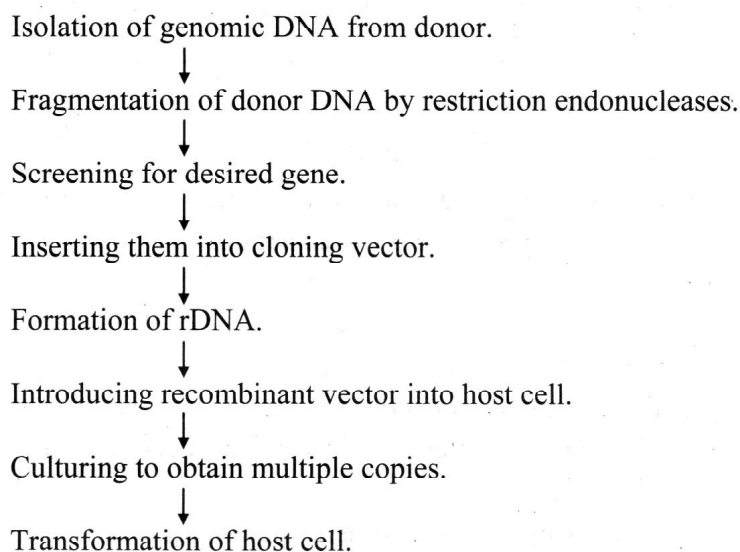 Isolation of genomic DNA from donor.
Fragmentation of donor DNA by restriction endonucleases.
Screening for desired gene.
Inserting them into cloning vector.
Formation of rDNA.
Introducing recombinant vector into host cell.
Culturing to obtain multiple copies.
Transformation of host cell.